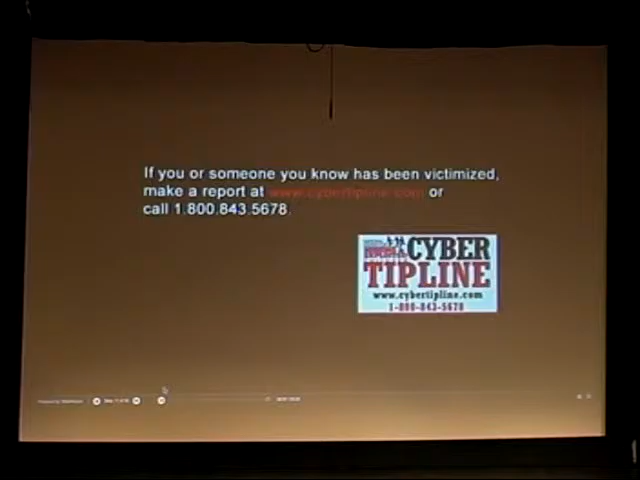 If you or someone you know has been victimized,
make a report at www.cybertipline.com or
call 1.800.843.5678.
CYBER
TIPLINE
www.cybertipline.com
1-800-843-5678